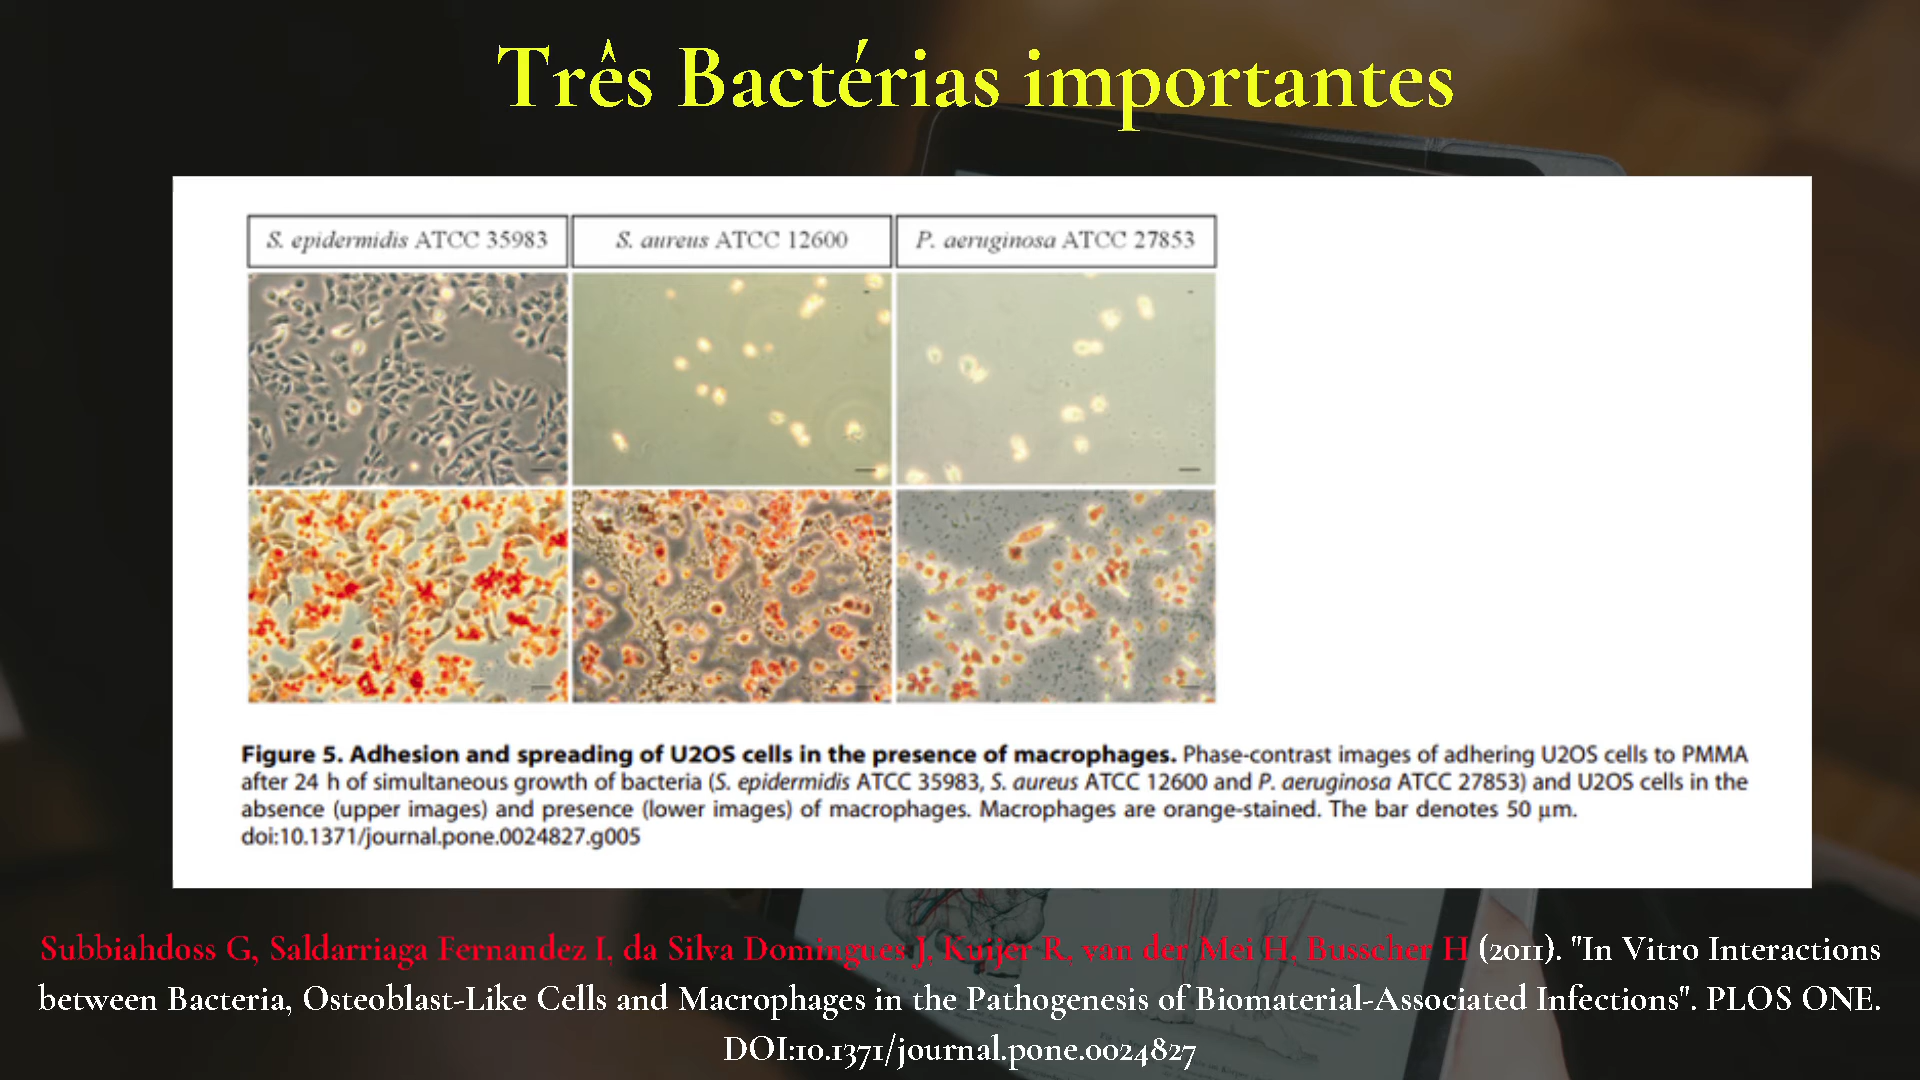 Três Bactérias importantes
S. epidermidis ATCC 35983
S. aureus ATCC 12600
P. aeruginosa ATCC 27853
Figure 5. Adhesion and spreading of U2OS cells in the presence of macrophages. Phase-contrast images of adhering U2OS cells to PMMA
after 24 h of simultaneous growth of bacteria (S. epidermidis ATCC 35983, S. aureus ATCC 12600 and P. aeruginosa ATCC 27853) and U2OS cells in the
absence (upper images) and presence (lower images) of macrophages. Macrophages are orange-stained. The bar denotes 50 μm.
doi:10.1371/journal.pone.0024827.g005
Subbiahdoss G, Saldarriaga Fernandez I, da Silva Domingues J, Kuijer R, van der Mei H, Busscher H (2011). "In Vitro Interactions
between Bacteria, Osteoblast-Like Cells and Macrophages in the Pathogenesis of Biomaterial-Associated Infections". PLOS ONE.
DOI:10.1371/journal.pone.0024827